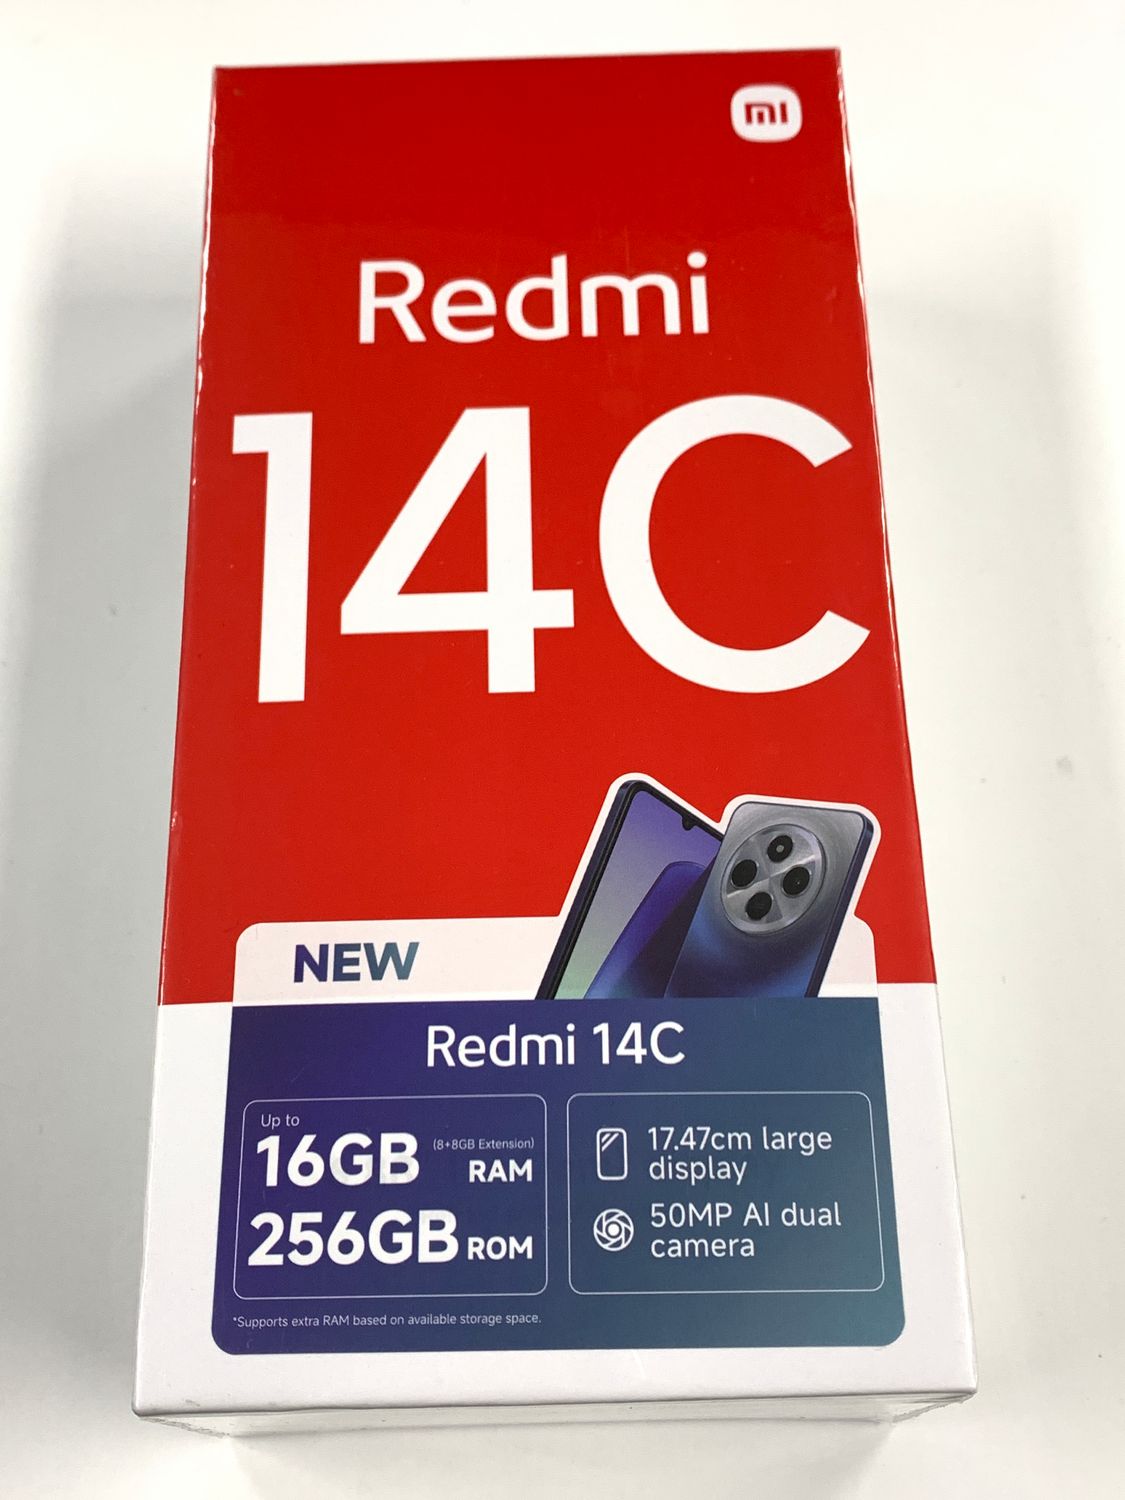 mi
Redmi
14C
NEW
Redmi 14C
Up to
16GB (8+8GB Extension) RAM
256GB ROM
17.47cm large
display
50MP AI dual
camera
*Supports extra RAM based on available storage space.